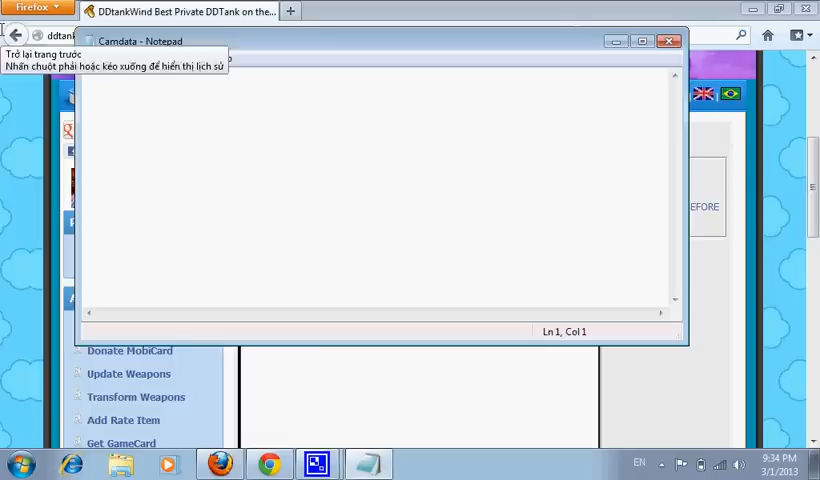 Firefox
DDtankWind Best Private DDTank on the...
ddtank
Camdata - Notepad
Trở lại trang trước
Nhấn chuột phải hoặc kéo xuống để hiển thị lịch sử
EFORE
Ln 1, Col 1
Donate MobiCard
Update Weapons
Transform Weapons
Add Rate Item
Get GameCard
EN
9:34 PM
3/1/2013